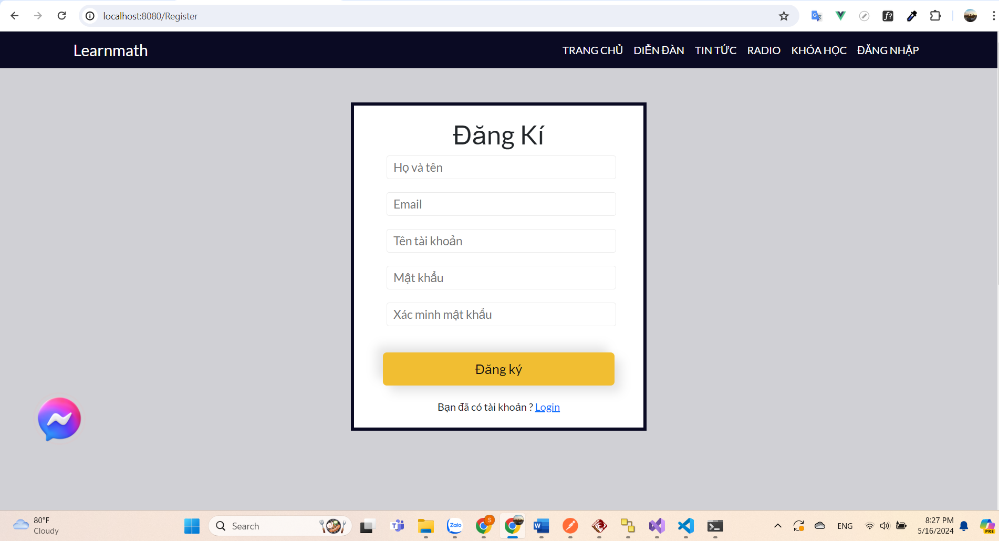 localhost:8080/Register
Learnmath
TRANG CHỦ DIỄN ĐÀN TIN TỨC RADIO KHÓA HỌC ĐĂNG NHẬP
Đăng Kí
Họ và tên
Email
Tên tài khoản
Mật khẩu
Xác minh mật khẩu
Đăng ký
Bạn đã có tài khoản ? Login
80°F
Cloudy
Search
Zalo
S
ENG
8:27 PM
5/16/2024
PRE